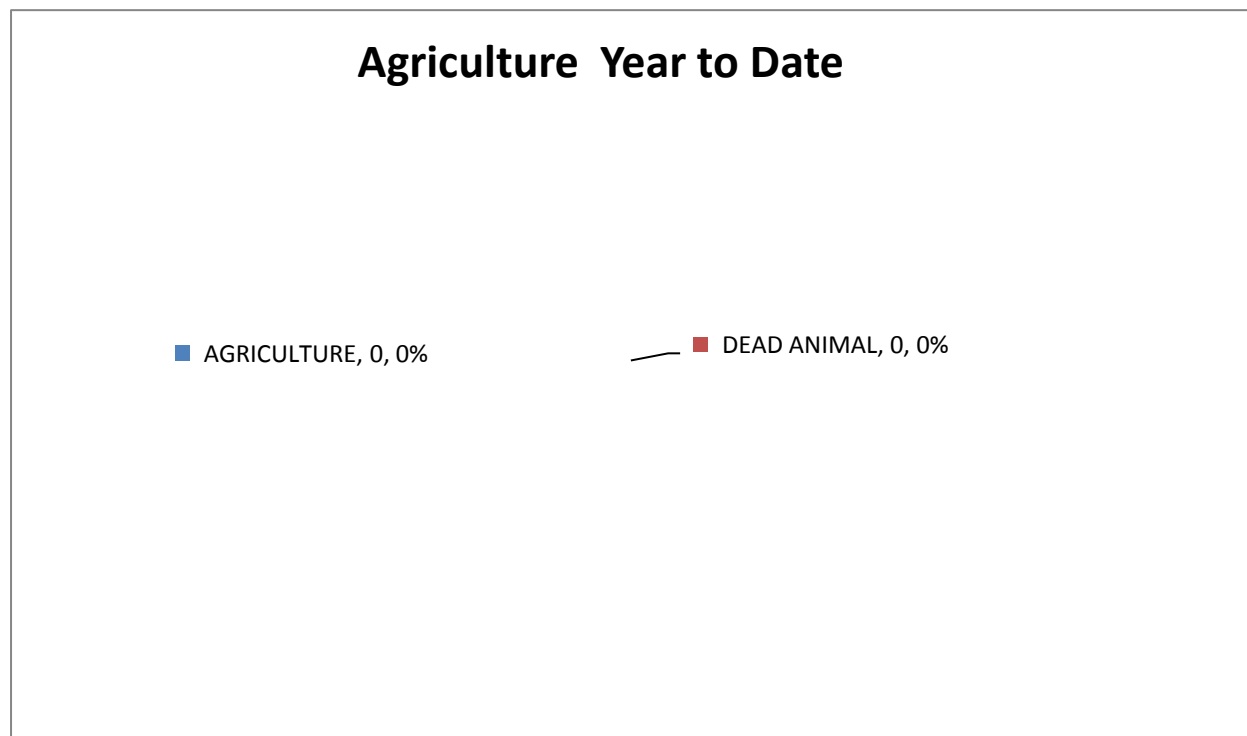 Agriculture  Year to Date
AGRICULTURE, 0, 0%
DEAD ANIMAL, 0, 0%